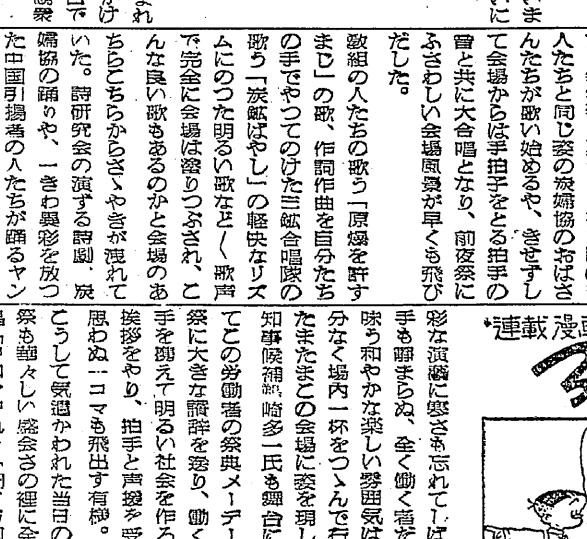 人たちと同じ姿の炭婦協のおばさ
んたちが歌い始めるや、きせずし
て会場からは手拍子をとる拍手の
音と共に大合唱となり、前夜祭に
ふさわしい会場風景が早くも飛び
だした。
教組の人たちの歌う「原爆を許す
まじ」の歌、作詞作曲を自分たち
の手でやつてのけた三鉱合唱隊の
歌う「炭鉱ばやし」の軽快なリズ
ムにのつた明るい歌など〱歌声
で完全に会場は塗りつぶされ、こ
んな良い歌もあるのかと会場のあ
ちらこちらからさゝやきが洩れて
いた。詩研究会の演ずる詩劇、炭
婦協の踊りや、一きわ異彩を放つ
た中国引揚者の人たちが踊るヤン
*連載漫画
彩な演芸に寒さも忘れてしば
手も鳴まらぬ、全く働く者だ
味う和やかな楽しい雰囲気は
分なく場内一杯をつゝんで行
たまたまこの会場に姿を現し
知事候補 崎多一氏も舞台に
てこの労働者の祭典メーデー
祭に大きな讃辞を送り、働く
手を携えて明るい社会を作ろ
挨拶をやり、拍手と声援を受
思わぬ一コマも飛出す有様。
こうして気遣かわれた当日の
祭も華々しい盛会さの裡に全